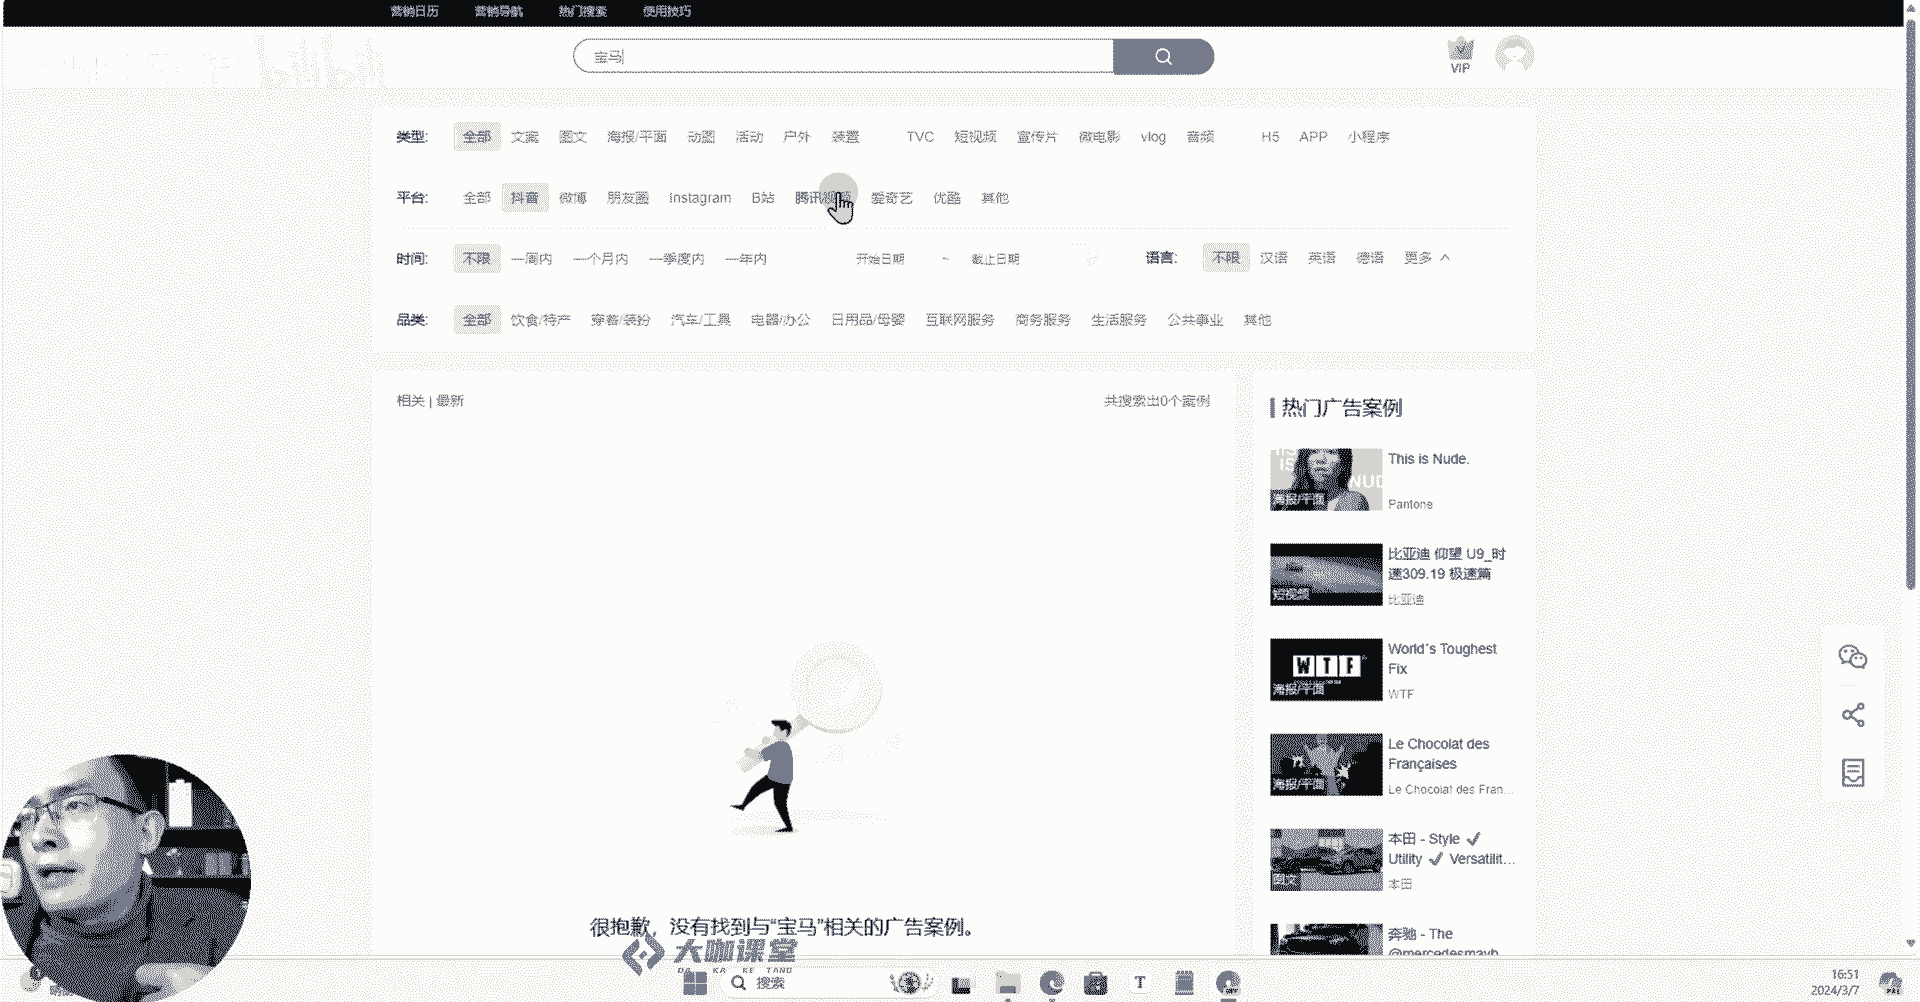 营销日历 营销导航 热门搜索 使用技巧
宝马
VIP
类型: 全部 文案 图文 海报/平面 动图 活动 户外 装置 TVC 短视频 宣传片 微电影 vlog 音频 H5 APP 小程序
平台: 全部 抖音 微博 朋友圈 Instagram B站 腾讯视频 爱奇艺 优酷 其他
时间: 不限 一周内 一个月内 一季度内 一年内 开始日期 ~ 截止日期 语言: 不限 汉语 英语 德语 更多
品类: 全部 饮食/特产 穿着/装扮 汽车/工具 电器/办公 日用品/母婴 互联网服务 商务服务 生活服务 公共事业 其他
相关 | 最新
共搜索出0个案例
很抱歉，没有找到与“宝马”相关的广告案例。
热门广告案例
This is Nude.
海报/平面
Pantone
比亚迪 仰望 U9_时
速309.19 极速篇
短视频
比亚迪
World's Toughest
Fix
WTF
海报/平面
WTF
Le Chocolat des
Françaises
海报/平面
Le Chocolat des Fran...
本田 - Style ✓
Utility ✓ Versatilit...
图文
本田
奔驰 - The
@mercedesmayb
bilibili
大咖课堂
DA KA KE TANG
搜索
16:51
2024/3/7